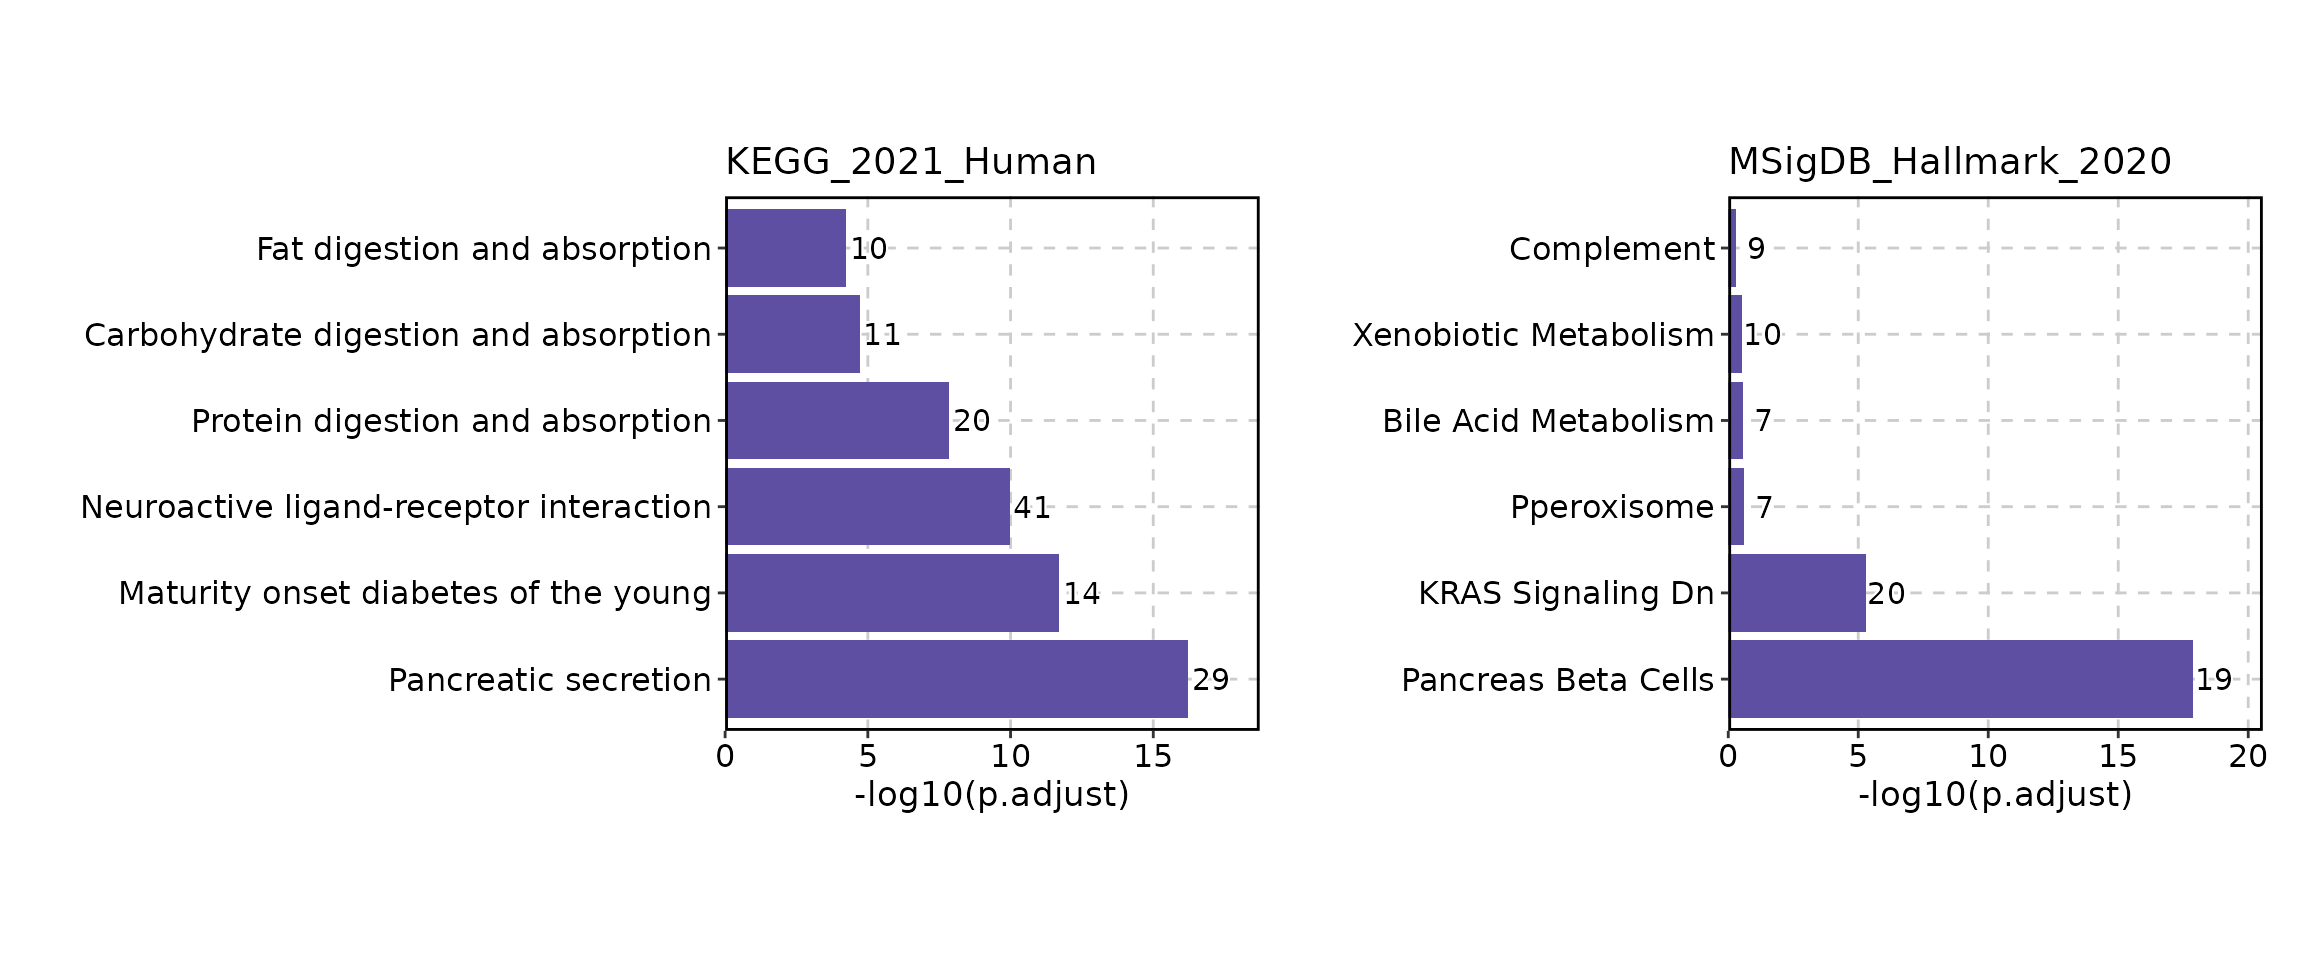 KEGG_2021_Human
Fat digestion and absorption 10
Carbohydrate digestion and absorption 11
Protein digestion and absorption 20
Neuroactive ligand-receptor interaction 41
Maturity onset diabetes of the young 14
Pancreatic secretion 29
0 5 10 15
-log10(p.adjust)
MSigDB_Hallmark_2020
Complement 9
Xenobiotic Metabolism 10
Bile Acid Metabolism 7
Pperoxisome 7
KRAS Signaling Dn 20
Pancreas Beta Cells 19
0 5 10 15 20
-log10(p.adjust)